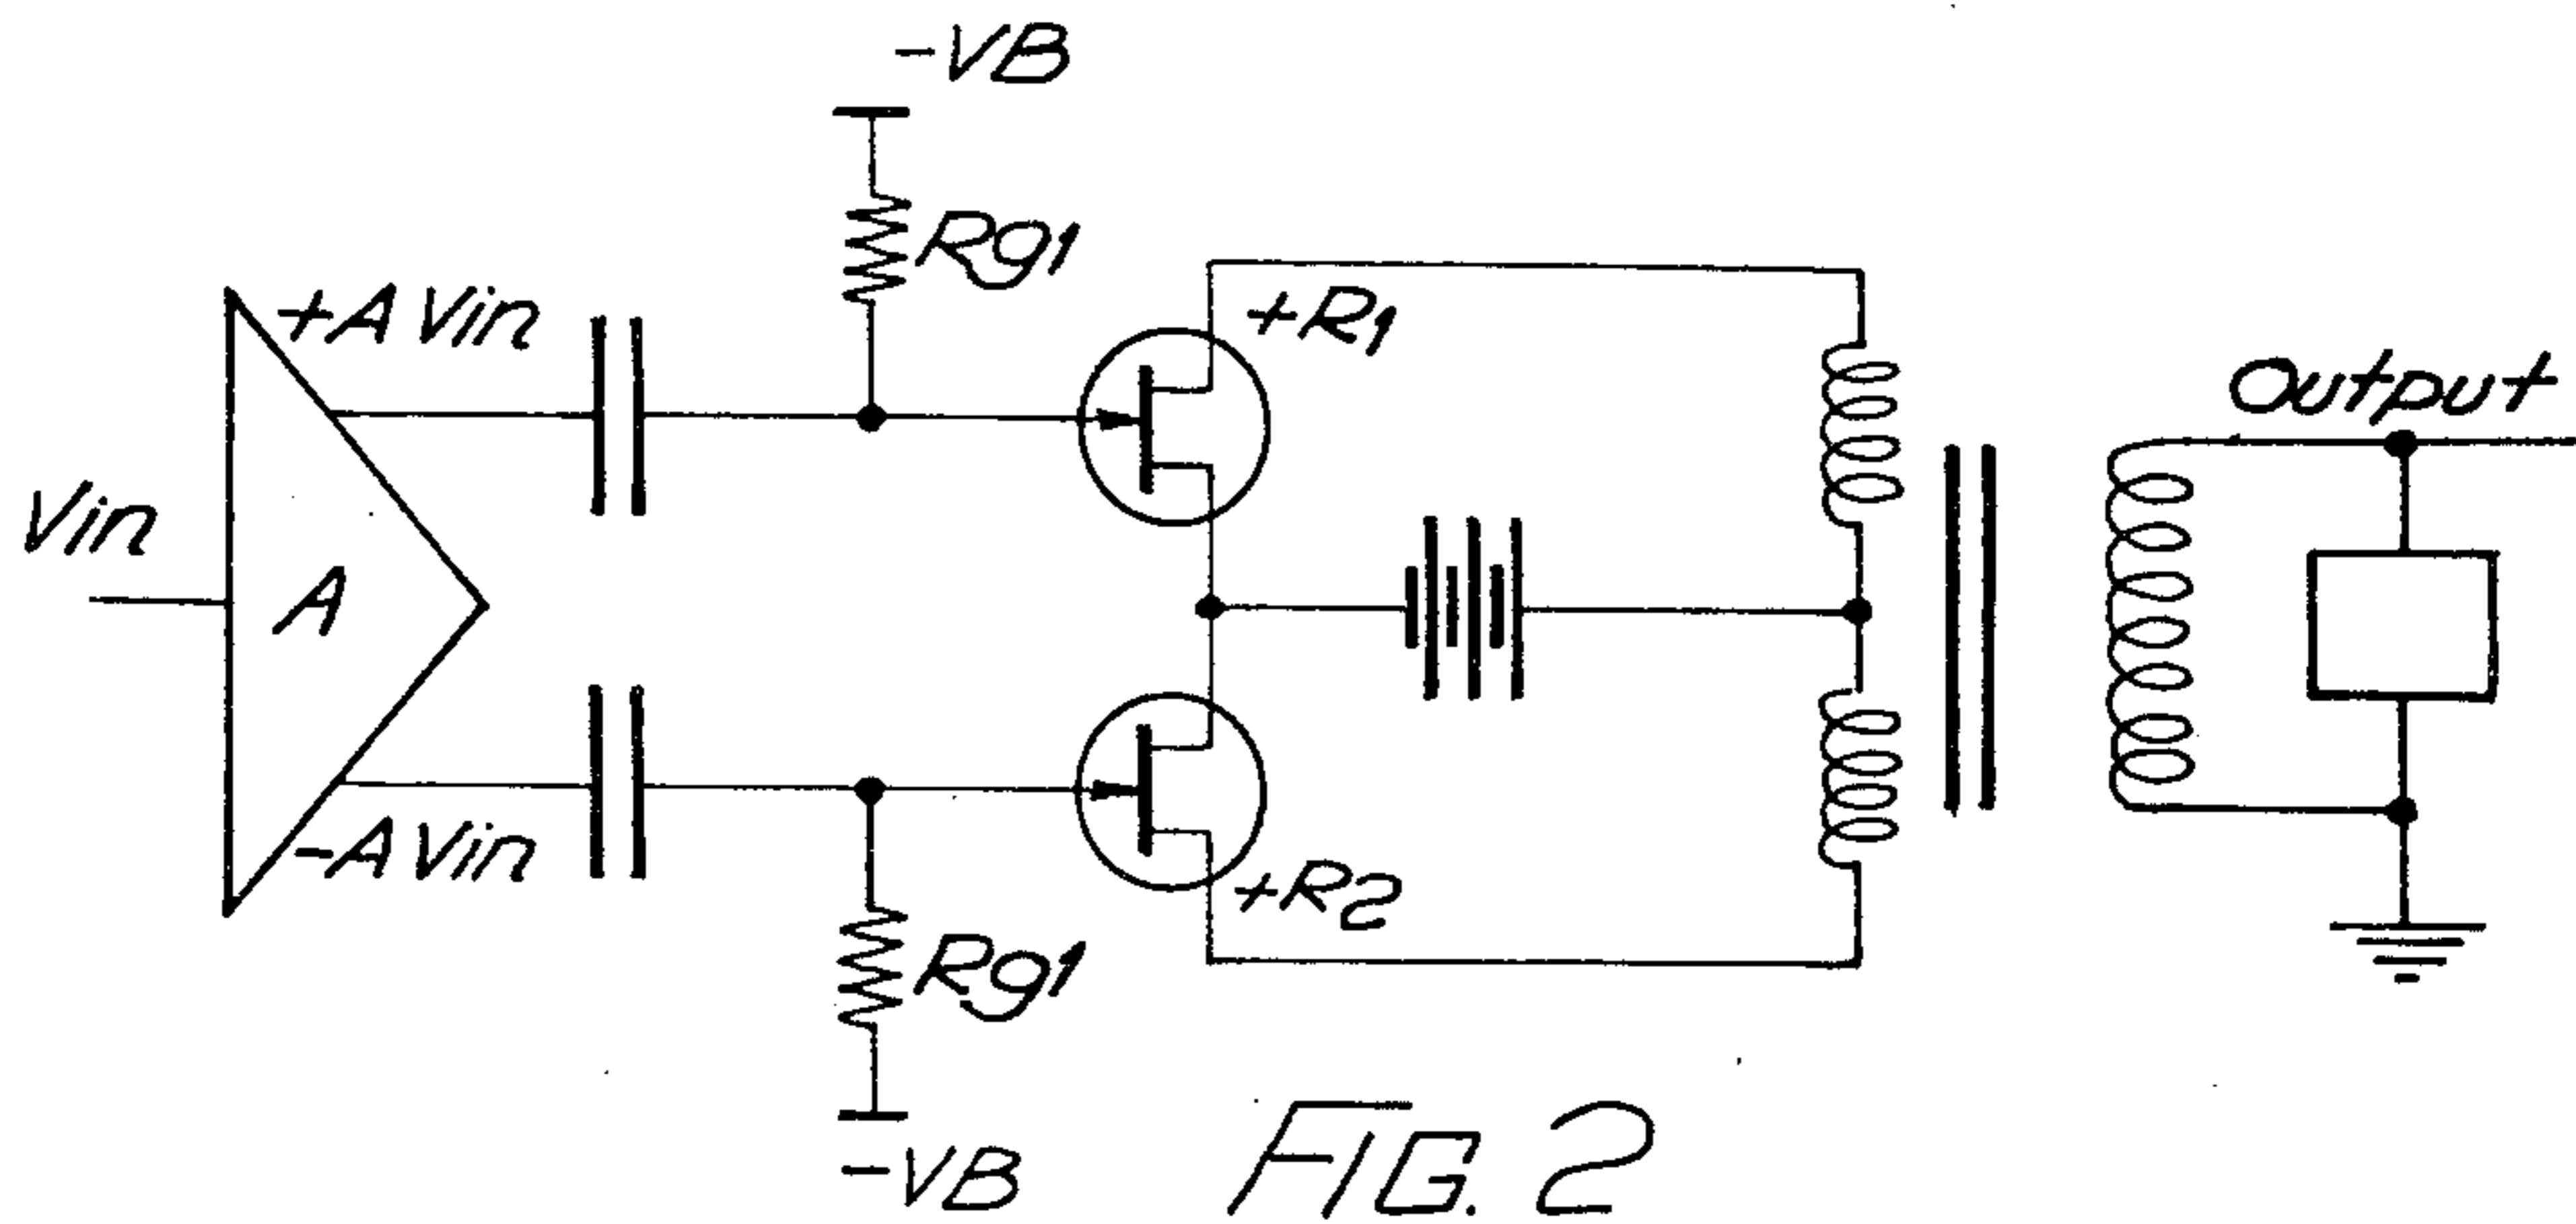 -VB
Rg1
+A Vin
+R1
Output
Vin
A
-A Vin
+R2
Rg1
-VB
FIG. 2